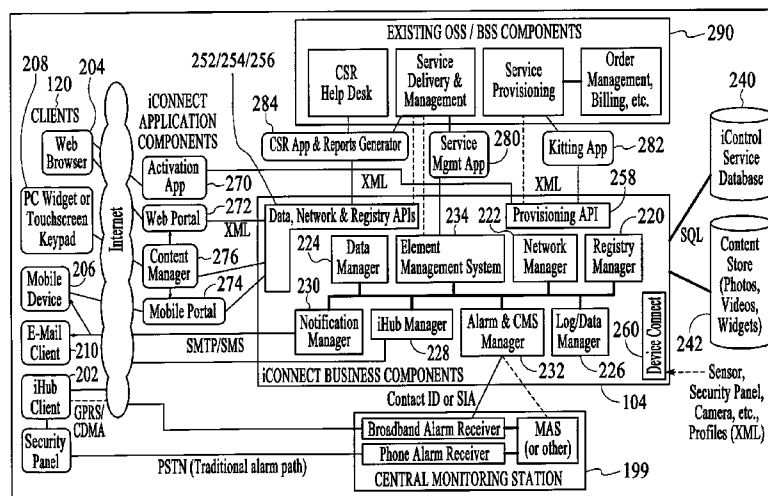 EXISTING OSS / BSS COMPONENTS
290
CSR
Help Desk
Service
Delivery &
Management
Service
Provisioning
Order
Management,
Billing, etc.
208
120
204
252/254/256
284
CLIENTS
iCONNECT
APPLICATION
COMPONENTS
CSR App & Reports Generator
Service
Mgmt App
280
Kitting App
282
240
iControl
Service
Database
Web
Browser
Activation
App
270
XML
XML
258
PC Widget or
Touchscreen
Keypad
Internet
Web Portal
272
XML
Data, Network & Registry APIs
234
222
Provisioning API
220
SQL
Content
Manager
276
224
Data
Manager
Element
Management System
Network
Manager
Registry
Manager
Content
Store
(Photos,
Videos,
Widgets)
242
206
Mobile
Device
274
Mobile Portal
230
Notification
Manager
iHub Manager
228
Alarm & CMS
Manager
232
Log/Data
Manager
226
260
Device Connect
E-Mail
Client
210
SMTP/SMS
iCONNECT BUSINESS COMPONENTS
104
Sensor,
Security Panel,
Camera, etc.,
Profiles (XML)
202
iHub
Client
GPRS/
CDMA
Contact ID or SIA
Security
Panel
PSTN (Traditional alarm path)
Broadband Alarm Receiver
Phone Alarm Receiver
MAS
(or other)
CENTRAL MONITORING STATION
199